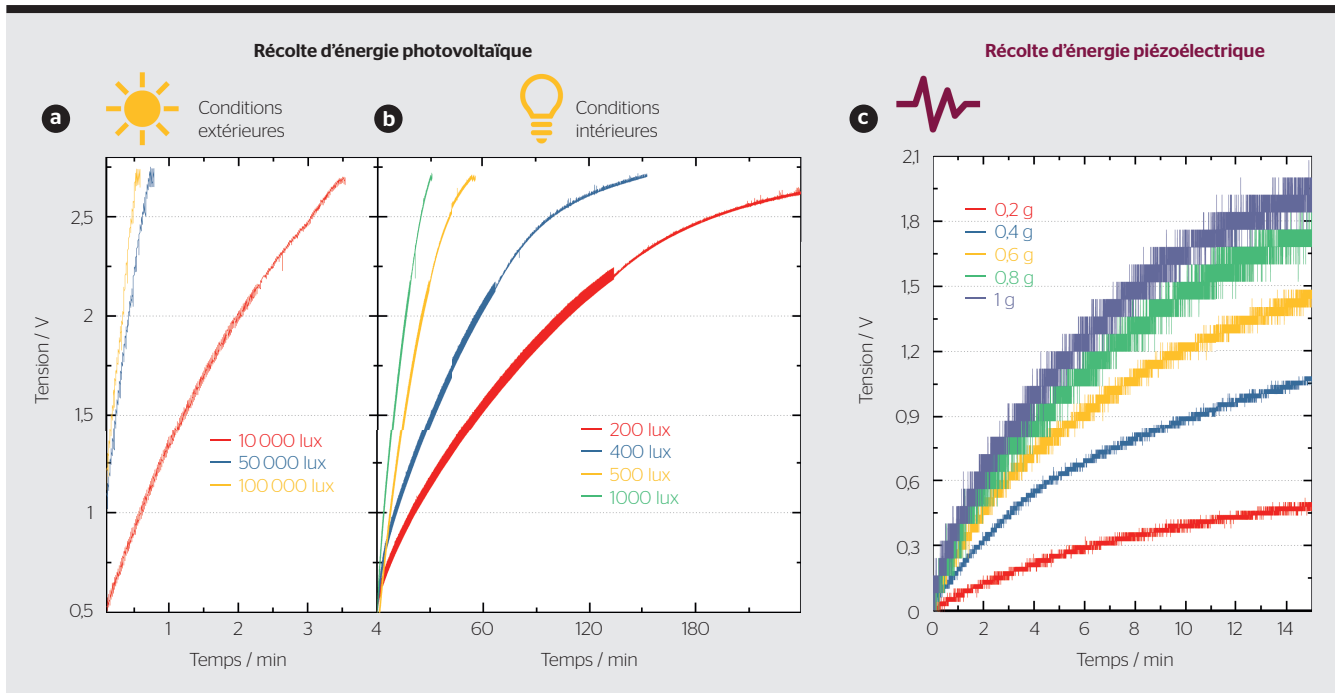 Récolte d'énergie photovoltaïque
Récolte d'énergie piézoélectrique
a
Conditions
extérieures
b
Conditions
intérieures
c
Tension / V
2,5
2
1,5
1
0,5
10 000 lux
50 000 lux
100 000 lux
1
2
3
4
Temps / min
200 lux
400 lux
500 lux
1000 lux
60
120
180
Temps / min
Tension / V
2,1
1,8
1,5
1,2
0,9
0,6
0,3
0
0,2 g
0,4 g
0,6 g
0,8 g
1 g
0
2
4
6
8
10
12
14
Temps / min